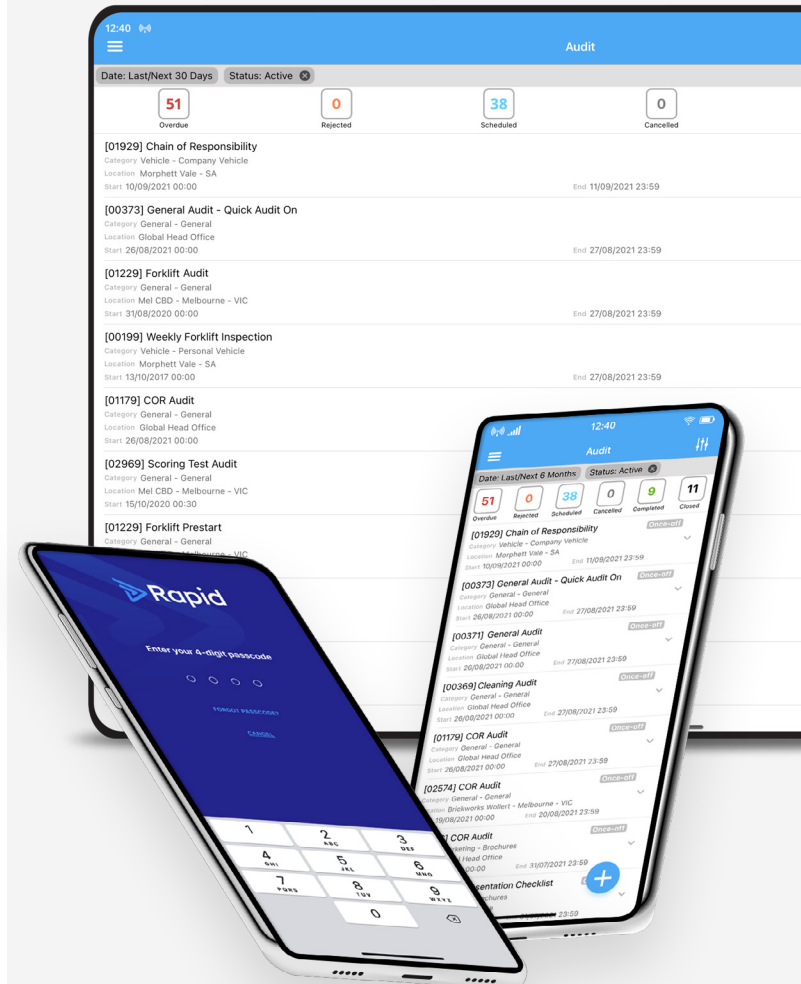 12:40
Audit
Date: Last/Next 30 Days Status: Active
51 0 38 0
Overdue Rejected Scheduled Cancelled
[01929] Chain of Responsibility
Category Vehicle - Company Vehicle
Location Morphett Vale - SA
Start 10/09/2021 00:00 End 11/09/2021 23:59
[00373] General Audit - Quick Audit On
Category General - General
Location Global Head Office
Start 26/08/2021 00:00 End 27/08/2021 23:59
[01229] Forklift Audit
Category General - General
Location Mel CBD - Melbourne - VIC
Start 31/08/2020 00:00 End 27/08/2021 23:59
[00199] Weekly Forklift Inspection
Category Vehicle - Personal Vehicle
Location Morphett Vale - SA
Start 13/10/2017 00:00 End 27/08/2021 23:59
[01179] COR Audit
Category General - General
Location Global Head Office
Start 26/08/2021 00:00
[02969] Scoring Test Audit
Category General - General
Location Mel CBD - Melbourne - VIC
Start 15/10/2020 00:30
[01229] Forklift Prestart
Category General - General
Melbourne - VIC
12:40
Audit
Date: Last/Next 6 Months Status: Active
51 0 38 0 9 11
Overdue Rejected Scheduled Cancelled Completed Closed
[01929] Chain of Responsibility Once-off
Category Vehicle - Company Vehicle
Location Morphett Vale - SA
Start 10/09/2021 00:00 End 11/09/2021 23:59
[00373] General Audit - Quick Audit On Once-off
Category General - General
Location Global Head Office
Start 26/08/2021 00:00 End 27/08/2021 23:59
[00371] General Audit Once-off
Category General - General
Location Global Head Office
Start 26/08/2021 00:00 End 27/08/2021 23:59
[00369] Cleaning Audit Once-off
Category General - General
Location Global Head Office
Start 26/08/2021 00:00 End 27/08/2021 23:59
[01179] COR Audit Once-off
Category General - General
Location Global Head Office
Start 26/08/2021 00:00 End 27/08/2021 23:59
[02574] COR Audit Once-off
Category General - General
Location Brickworks Wollert - Melbourne - VIC
19/08/2021 00:00 End 20/08/2021 23:59
COR Audit Once-off
Brochures
Head Office
00:00 End 31/07/2021 23:59
Checklist
23:59
Rapid
Enter your 4-digit passcode
FORGOT PASSCODE?
CANCEL
1 2 3
ABC DEF
4 5 6
GHI JKL MNO
7 8 9
PQRS TUV WXYZ
0